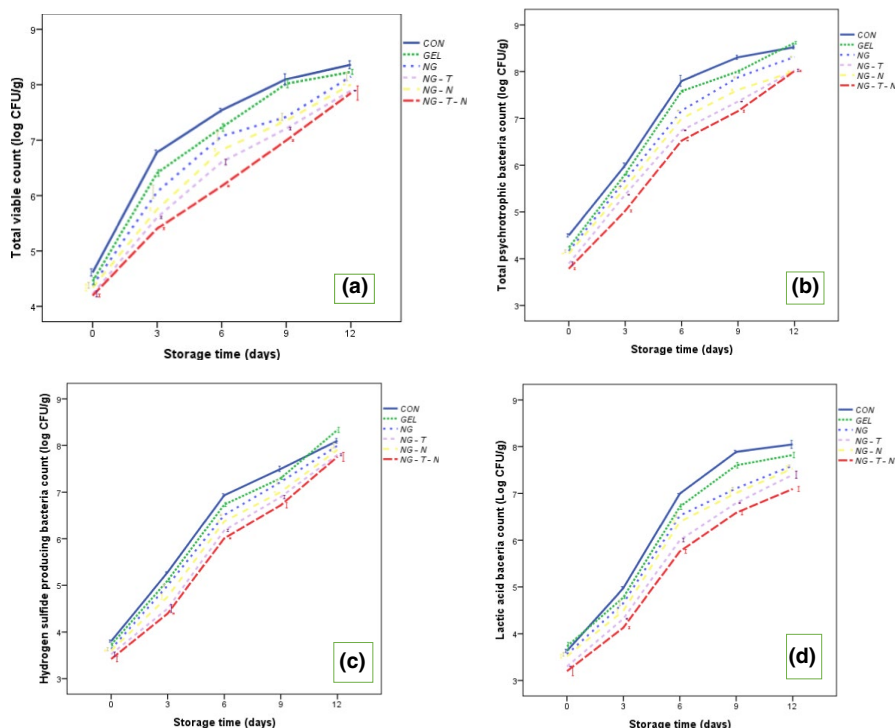 Total viable count (log CFU/g)
9
8
7
6
5
4
0 3 6 9 12
Storage time (days)
CON
GEL
NG
NG-T
NG-N
NG-T-N
(a)
Total psychrotrophic bacteria count (log CFU/g)
9
8
7
6
5
4
3
0 3 6 9 12
Storage time (days)
CON
GEL
NG
NG-T
NG-N
NG-T-N
(b)
Hydrogen sulfide producing bacteria count (log CFU/g)
9
8
7
6
5
4
3
0 3 6 9 12
Storage time (days)
CON
GEL
NG
NG-T
NG-N
NG-T-N
(c)
Lactic acid baceria count (Log CFU/g)
9
8
7
6
5
4
3
0 3 6 9 12
Storage time (days)
CON
GEL
NG
NG-T
NG-N
NG-T-N
(d)